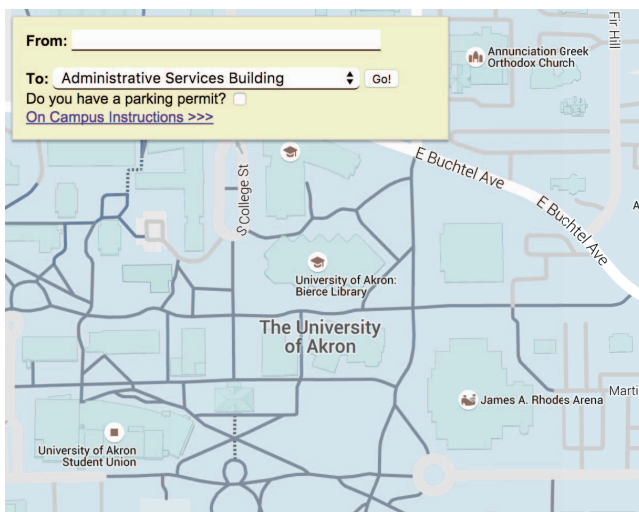 From:
To: Administrative Services Building Go!
Do you have a parking permit?
On Campus Instructions >>>
Annunciation Greek
Orthodox Church
Fir Hill
E Buchtel Ave
E Buchtel Ave
S College St
A
University of Akron:
Bierce Library
The University
of Akron
Marti
James A. Rhodes Arena
University of Akron
Student Union